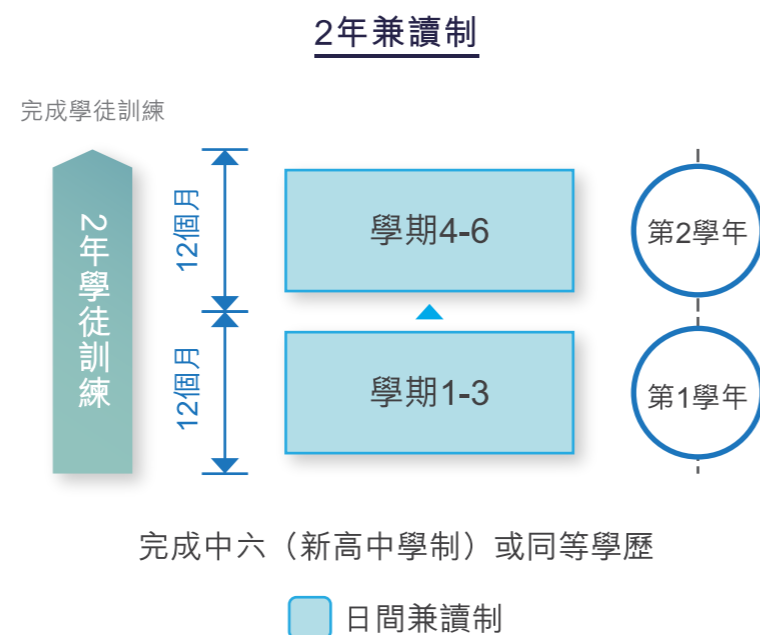 2年兼讀制
完成學徒訓練
2年學徒訓練
12個月
學期4-6
第2學年
12個月
學期1-3
第1學年
完成中六（新高中學制）或同等學歷
日間兼讀制